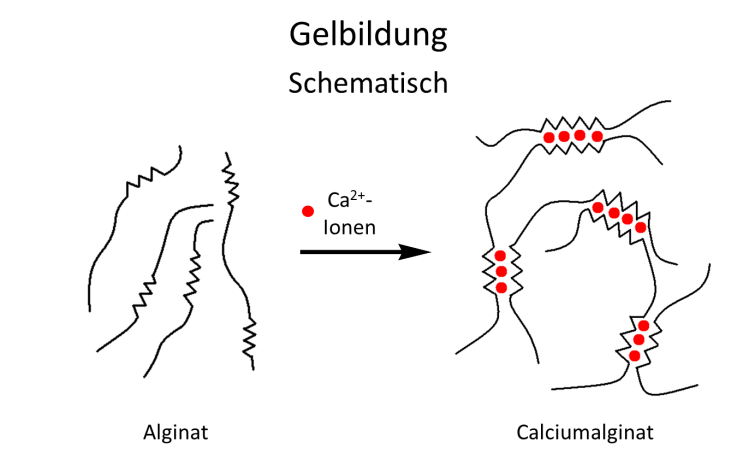 Gelbildung
Schematisch
Ca²⁺-
Ionen
Alginat
Calciumalginat